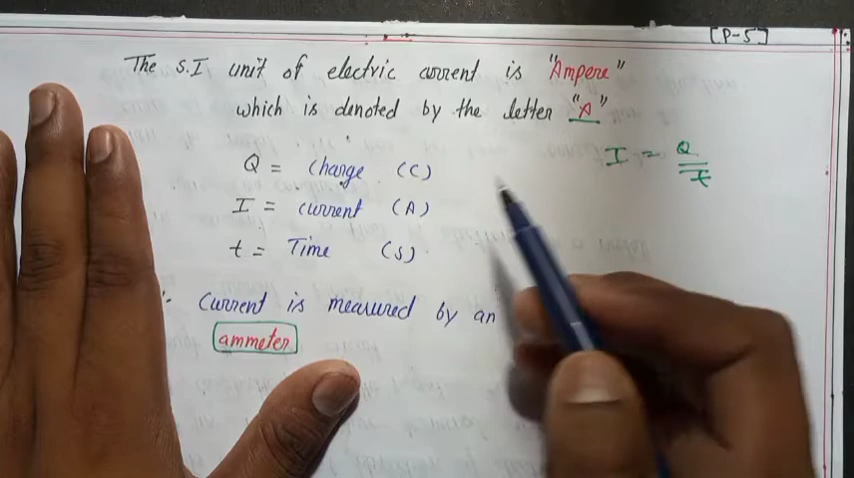 [P-5]
The S.I unit of electric current is "Ampere"
which is denoted by the letter "A"
I = Q/t
Q = charge (C)
I = current (A)
t = Time (S)
Current is measured by an
ammeter